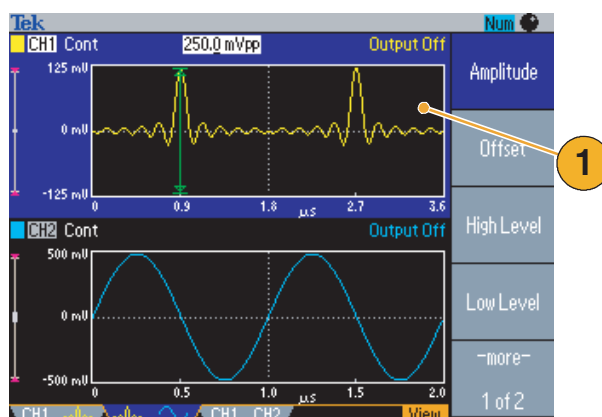 Tek Num
CH1 Cont 250.0 mVpp Output Off
125 mV
0 mV
-125 mV
0 0.9 1.8 µs 2.7 3.6
CH2 Cont Output Off
500 mV
0 mV
-500 mV
0 0.5 1.0 µs 1.5 2.0
CH1 CH1 CH2 View
Amplitude
Offset
High Level
Low Level
-more-
1 of 2
1